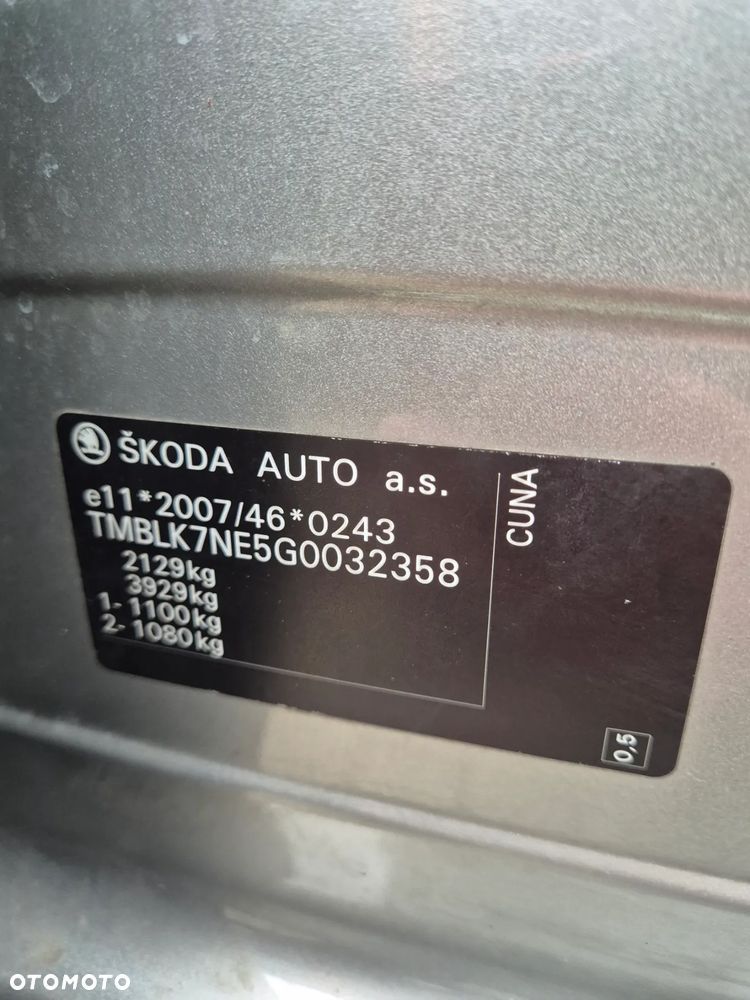 ŠKODA AUTO a.s.
e11*2007/46*0243
TMBLK7NE5G0032358
2129kg
3929kg
1- 1100kg
2- 1080kg
CUNA
0,5
OTOMOTO